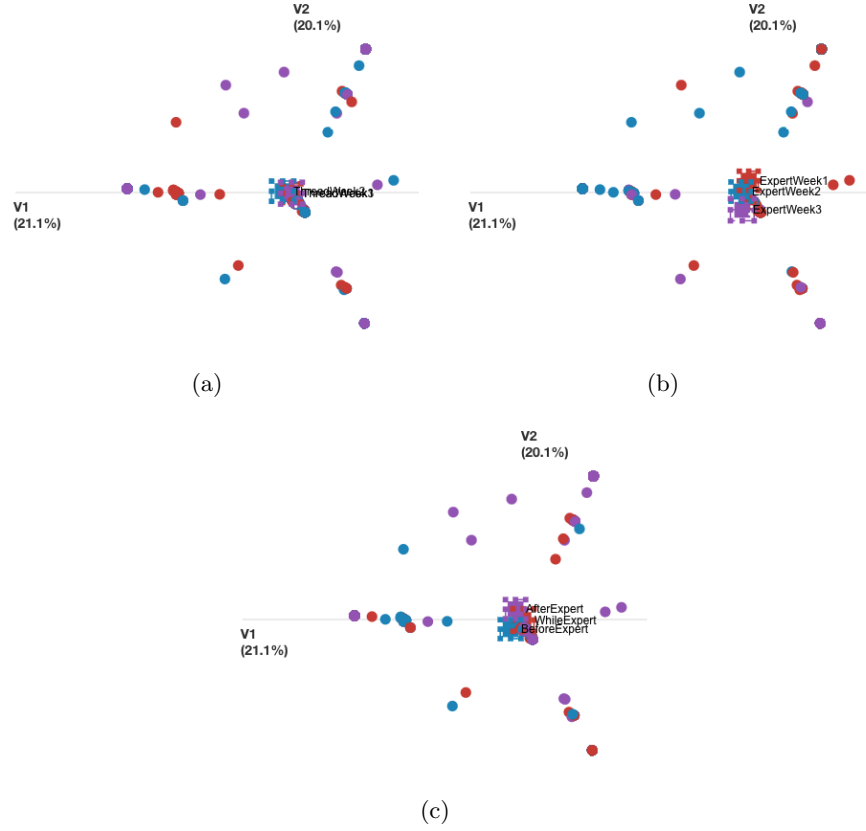 V2
(20.1%)
V1
(21.1%)
(a)
V2
(20.1%)
ExpertWeek1
ExpertWeek2
ExpertWeek3
V1
(21.1%)
(b)
V2
(20.1%)
AfterExpert
WhileExpert
BeforeExpert
V1
(21.1%)
(c)